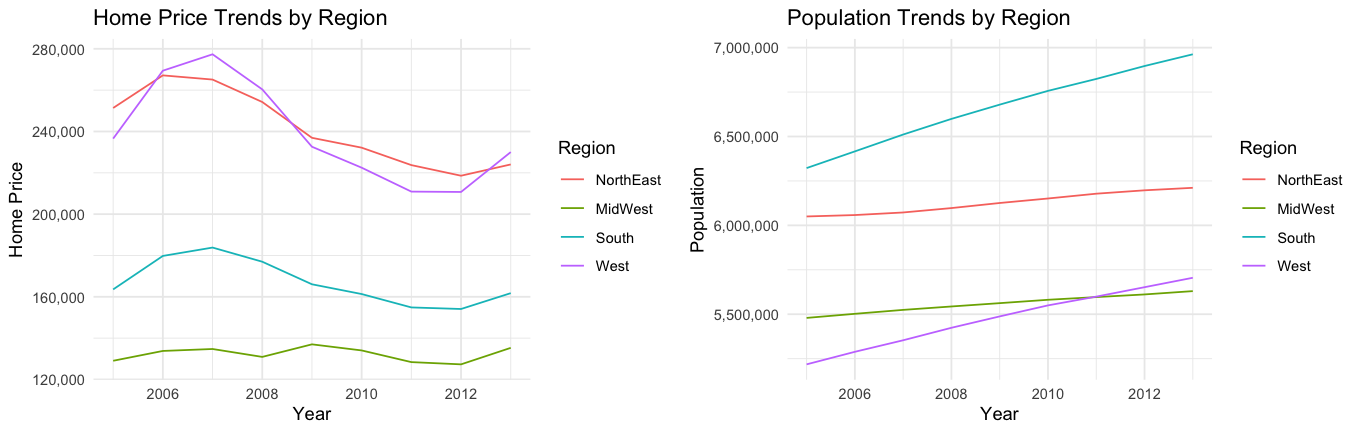 Home Price Trends by Region
280,000
240,000
200,000
160,000
120,000
Home Price
2006 2008 2010 2012
Year
Region
NorthEast
MidWest
South
West
Population Trends by Region
7,000,000
6,500,000
6,000,000
5,500,000
Population
2006 2008 2010 2012
Year
Region
NorthEast
MidWest
South
West